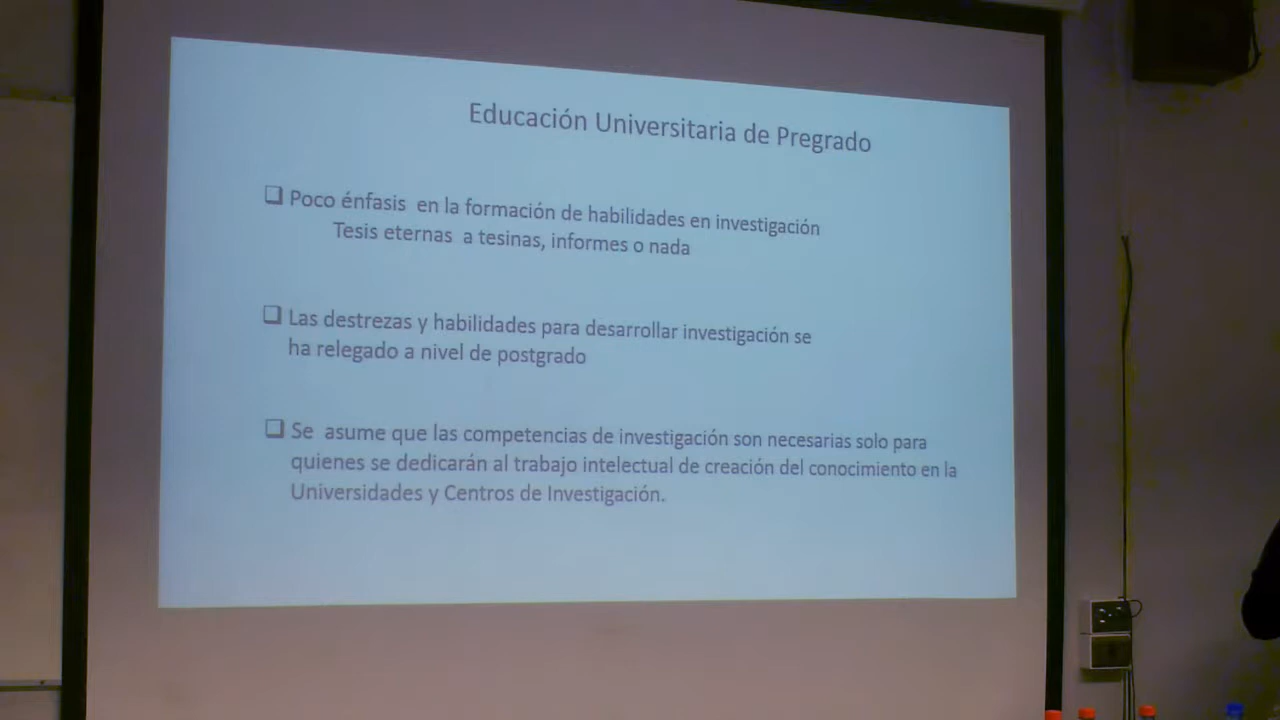 Educación Universitaria de Pregrado
❑ Poco énfasis en la formación de habilidades en investigación
Tesis eternas a tesinas, informes o nada
❑ Las destrezas y habilidades para desarrollar investigación se
ha relegado a nivel de postgrado
❑ Se asume que las competencias de investigación son necesarias solo para
quienes se dedicarán al trabajo intelectual de creación del conocimiento en la
Universidades y Centros de Investigación.